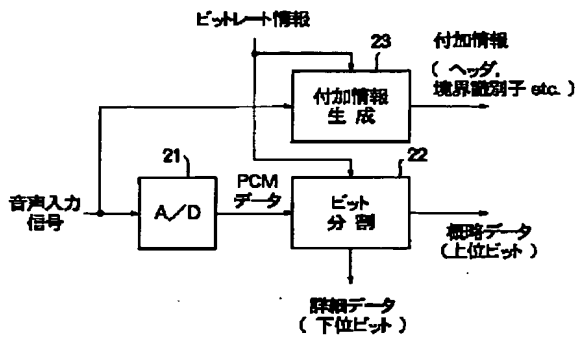 ビットレート情報
23
付加情報
( ヘッダ,
境界識別子 etc. )
付加情報
生 成
21
22
PCM
データ
音声入力
信号
A/D
ビット
分 割
概略データ
(上位ビット)
詳細データ
( 下位ビット )